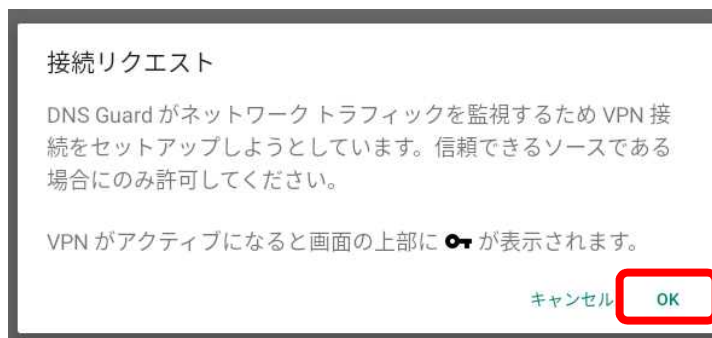 接続リクエスト
DNS Guard がネットワーク トラフィックを監視するため VPN 接
続をセットアップしようとしています。信頼できるソースである
場合にのみ許可してください。
VPN がアクティブになると画面の上部に が表示されます。
キャンセル OK